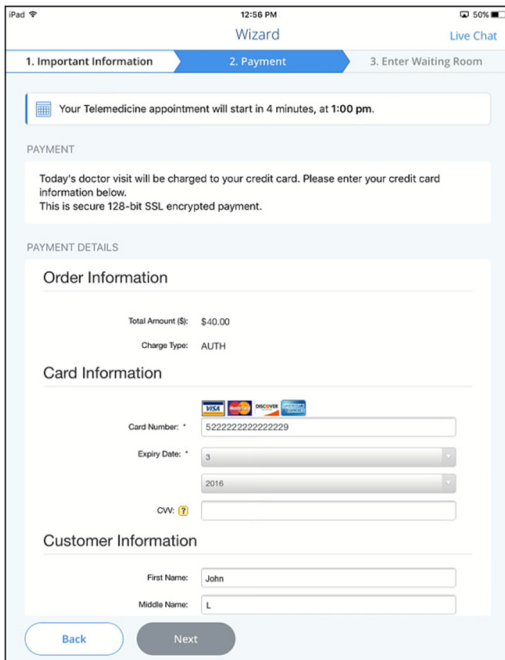 iPad 12:56 PM 50%
Wizard Live Chat
1. Important Information 2. Payment 3. Enter Waiting Room
Your Telemedicine appointment will start in 4 minutes, at 1:00 pm.
PAYMENT
Today's doctor visit will be charged to your credit card. Please enter your credit card
information below.
This is secure 128-bit SSL encrypted payment.
PAYMENT DETAILS
Order Information
Total Amount ($): $40.00
Charge Type: AUTH
Card Information
VISA MasterCard DISCOVER
Card Number: * 5222222222222229
Expiry Date: * 3
2016
CVV: ?
Customer Information
First Name: John
Middle Name: L
Back Next